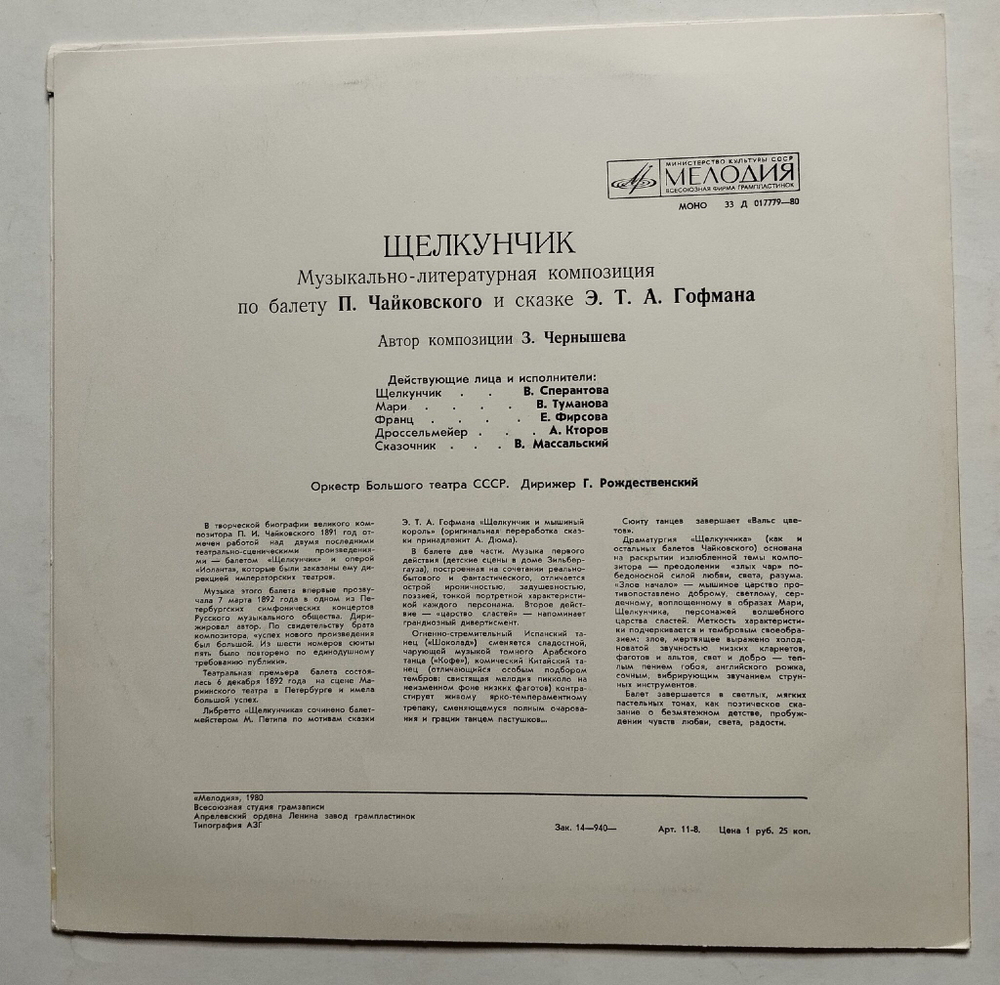 МИНИСТЕРСТВО КУЛЬТУРЫ СССР
МЕЛОДИЯ
ВСЕСОЮЗНАЯ ФИРМА ГРАМПЛАСТИНОК
МОНО 33 Д 017779—80
ЩЕЛКУНЧИК
Музыкально-литературная композиция
по балету П. Чайковского и сказке Э. Т. А. Гофмана
Автор композиции З. Чернышева
Действующие лица и исполнители:
Щелкунчик . . В. Сперантова
Мари . . . . В. Туманова
Франц . . . . Е. Фирсова
Дроссельмейер . . . А. Кторов
Сказочник . . . В. Массальский
Оркестр Большого театра СССР. Дирижер Г. Рождественский
В творческой биографии великого ком-
позитора П. И. Чайковского 1891 год от-
мечен работой над двумя последними
театрально-сценическими произведения-
ми — балетом «Щелкунчик» и оперой
«Иоланта», которые были заказаны ему ди-
рекцией императорских театров.
Музыка этого балета впервые прозву-
чала 7 марта 1892 года в одном из Пе-
тербургских симфонических концертов
Русского музыкального общества. Дири-
жировал автор. По свидетельству брата
композитора, «успех нового произведения
был большой. Из шести номеров сюиты
пять было повторено по единодушному
требованию публики».
Театральная премьера балета состоя-
лась 6 декабря 1892 года на сцене Ма-
риинского театра в Петербурге и имела
большой успех.
Либретто «Щелкунчика» сочинено балет-
мейстером М. Петипа по мотивам сказки
Э. Т. А. Гофмана «Щелкунчик и мышиный
король» (оригинальная переработка сказ-
ки принадлежит А. Дюма).
В балете две части. Музыка первого
действия (детские сцены в доме Зильбер-
гауза), построенная на сочетании реально-
бытового и фантастического, отличается
острой ироничностью, задушевностью,
поэзией, тонкой портретной характеристи-
кой каждого персонажа. Второе дейст-
вие — «царство сластей» — напоминает
грандиозный дивертисмент.
Огненно-стремительный Испанский та-
нец («Шоколад») сменяется сладостной,
чарующей музыкой томного Арабского
танца («Кофе»), комический Китайский та-
нец (отличающийся особым подбором
тембров: свистящая мелодия пикколо на
неизменном фоне низких фаготов) контра-
стирует живому ярко-темпераментному
трепаку, сменяющемуся полным очарова-
ния и грации танцем пастушков...
Сюиту танцев завершает «Вальс цве-
тов».
Драматургия «Щелкунчика» (как и
остальных балетов Чайковского) основана
на раскрытии излюбленной темы компо-
зитора — преодолении «злых чар» по-
бедоносной силой любви, света, разума.
«Злое начало» — мышиное царство про-
тивопоставлено доброму, светлому, сер-
дечному, воплощенному в образах Мари,
Щелкунчика, персонажей волшебного
царства сластей. Меткость характеристи-
ки подчеркивается и тембровым своеобра-
зием: злое, мертвящее выражено холод-
новатой звучностью низких кларнетов,
фаготов и альтов, свет и добро — теп-
лым пением гобоя, английского рожка,
сочным, вибрирующим звучанием струн-
ных инструментов.
Балет завершается в светлых, мягких
пастельных тонах, как поэтическое ска-
зание о безмятежном детстве, пробуж-
дении чувств любви, света, радости.
«Мелодия», 1980
Всесоюзная студия грамзаписи
Апрелевский ордена Ленина завод грампластинок
Типография АЗГ
Зак. 14—940— Арт. 11-8. Цена 1 руб. 25 коп.